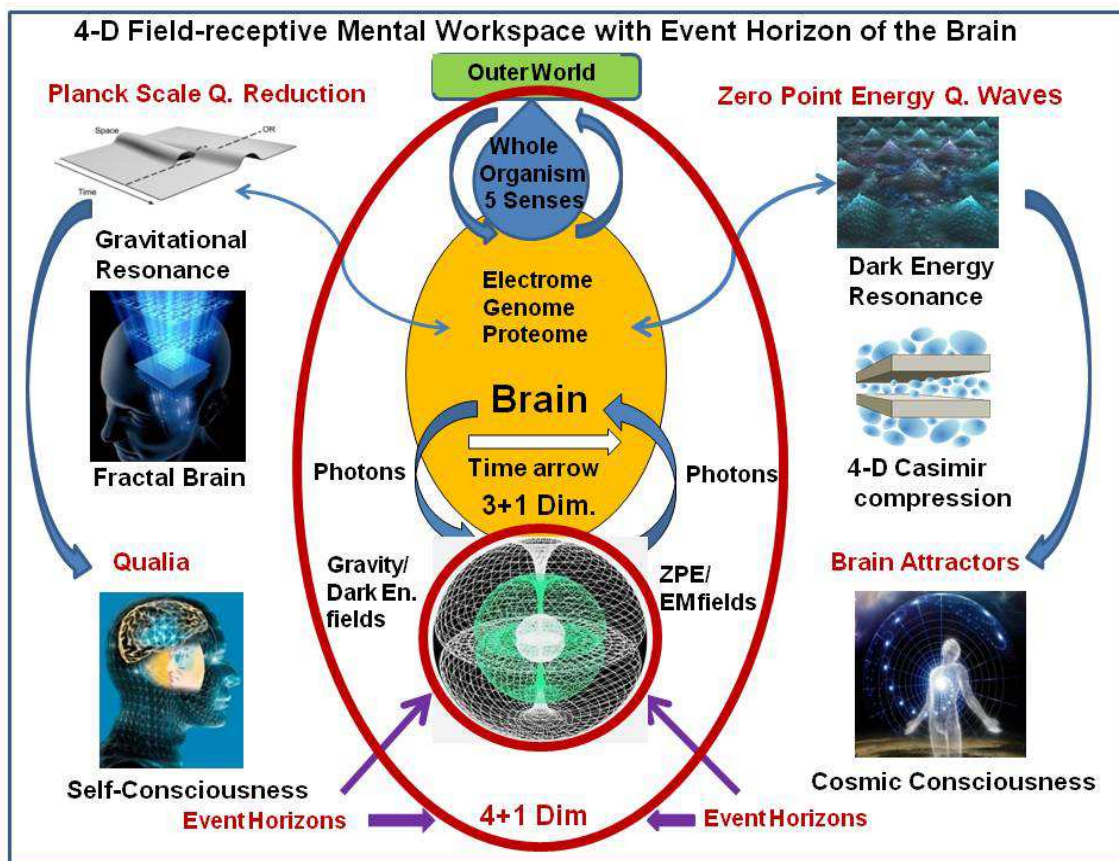 4-D Field-receptive Mental Workspace with Event Horizon of the Brain
Outer World
Planck Scale Q. Reduction
Zero Point Energy Q. Waves
Space
OR
Time
Whole
Organism
5 Senses
Gravitational
Resonance
Dark Energy
Resonance
Electrome
Genome
Proteome
Brain
Fractal Brain
Photons
Time arrow
3+1 Dim.
Photons
4-D Casimir
compression
Qualia
Gravity/
Dark En.
fields
ZPE/
EMfields
Brain Attractors
Self-Consciousness
Cosmic Consciousness
Event Horizons
4+1 Dim
Event Horizons